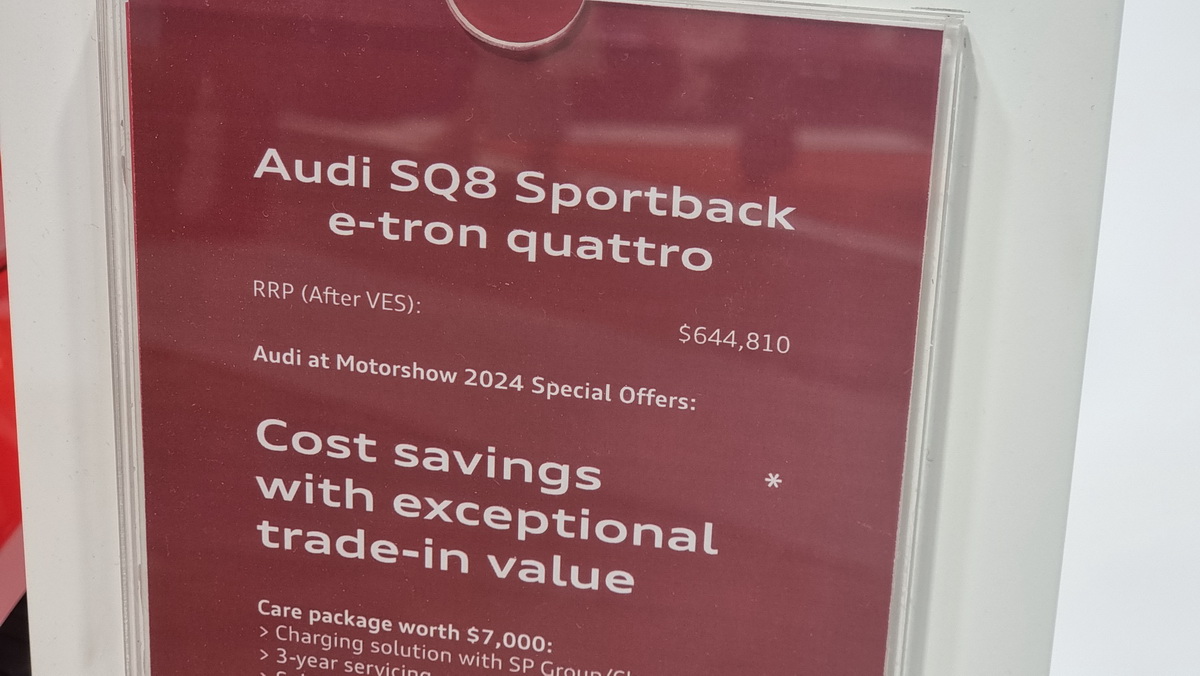 Audi SQ8 Sportback
e-tron quattro
RRP (After VES):
$644,810
Audi at Motorshow 2024 Special Offers:
Cost savings
with exceptional *
trade-in value
Care package worth $7,000:
> Charging solution with SP Group/
> 3-year servicing
>